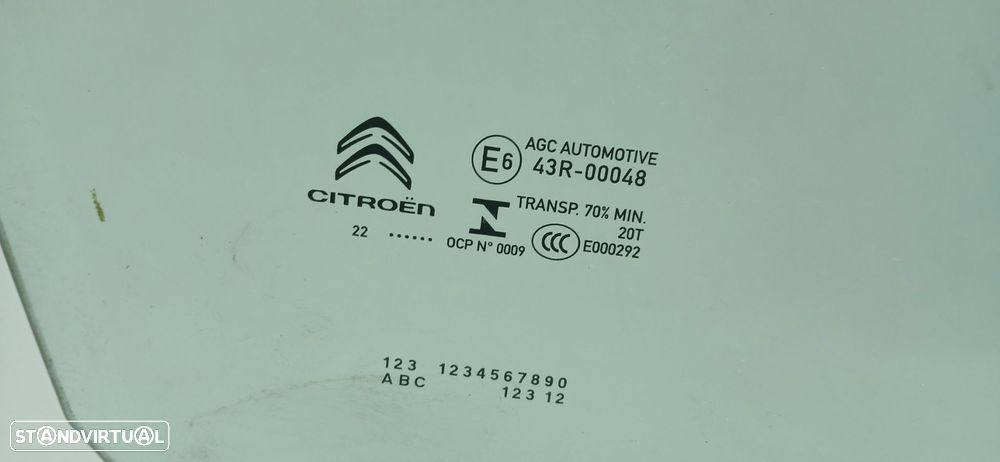 CITROËN
22 ......
E6
AGC AUTOMOTIVE
43R-00048
TRANSP. 70% MIN.
20T
OCP N° 0009
CCC
E000292
123 1234567890
ABC 123 12
STANDVIRTUAL